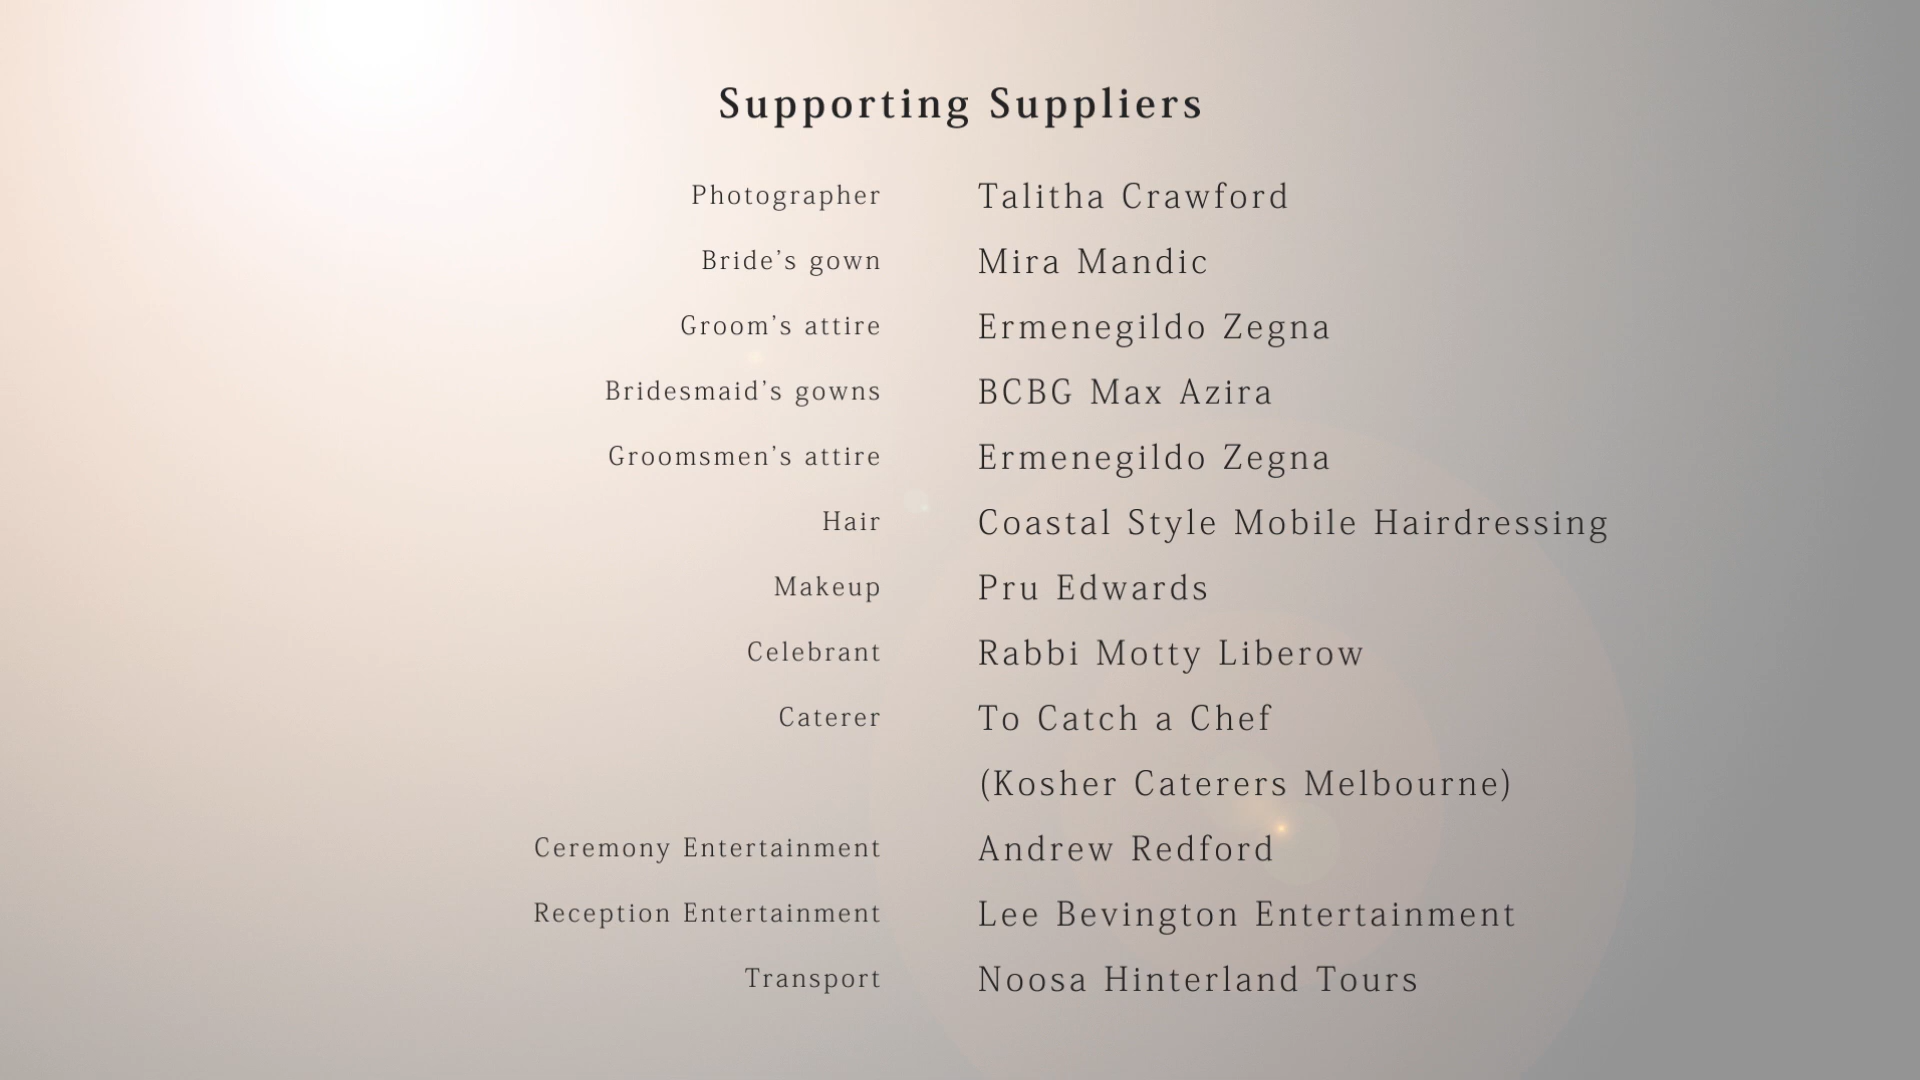 Supporting Suppliers
Photographer Talitha Crawford
Bride’s gown Mira Mandic
Groom’s attire Ermenegildo Zegna
Bridesmaid’s gowns BCBG Max Azira
Groomsmen’s attire Ermenegildo Zegna
Hair Coastal Style Mobile Hairdressing
Makeup Pru Edwards
Celebrant Rabbi Motty Liberow
Caterer To Catch a Chef
(Kosher Caterers Melbourne)
Ceremony Entertainment Andrew Redford
Reception Entertainment Lee Bevington Entertainment
Transport Noosa Hinterland Tours